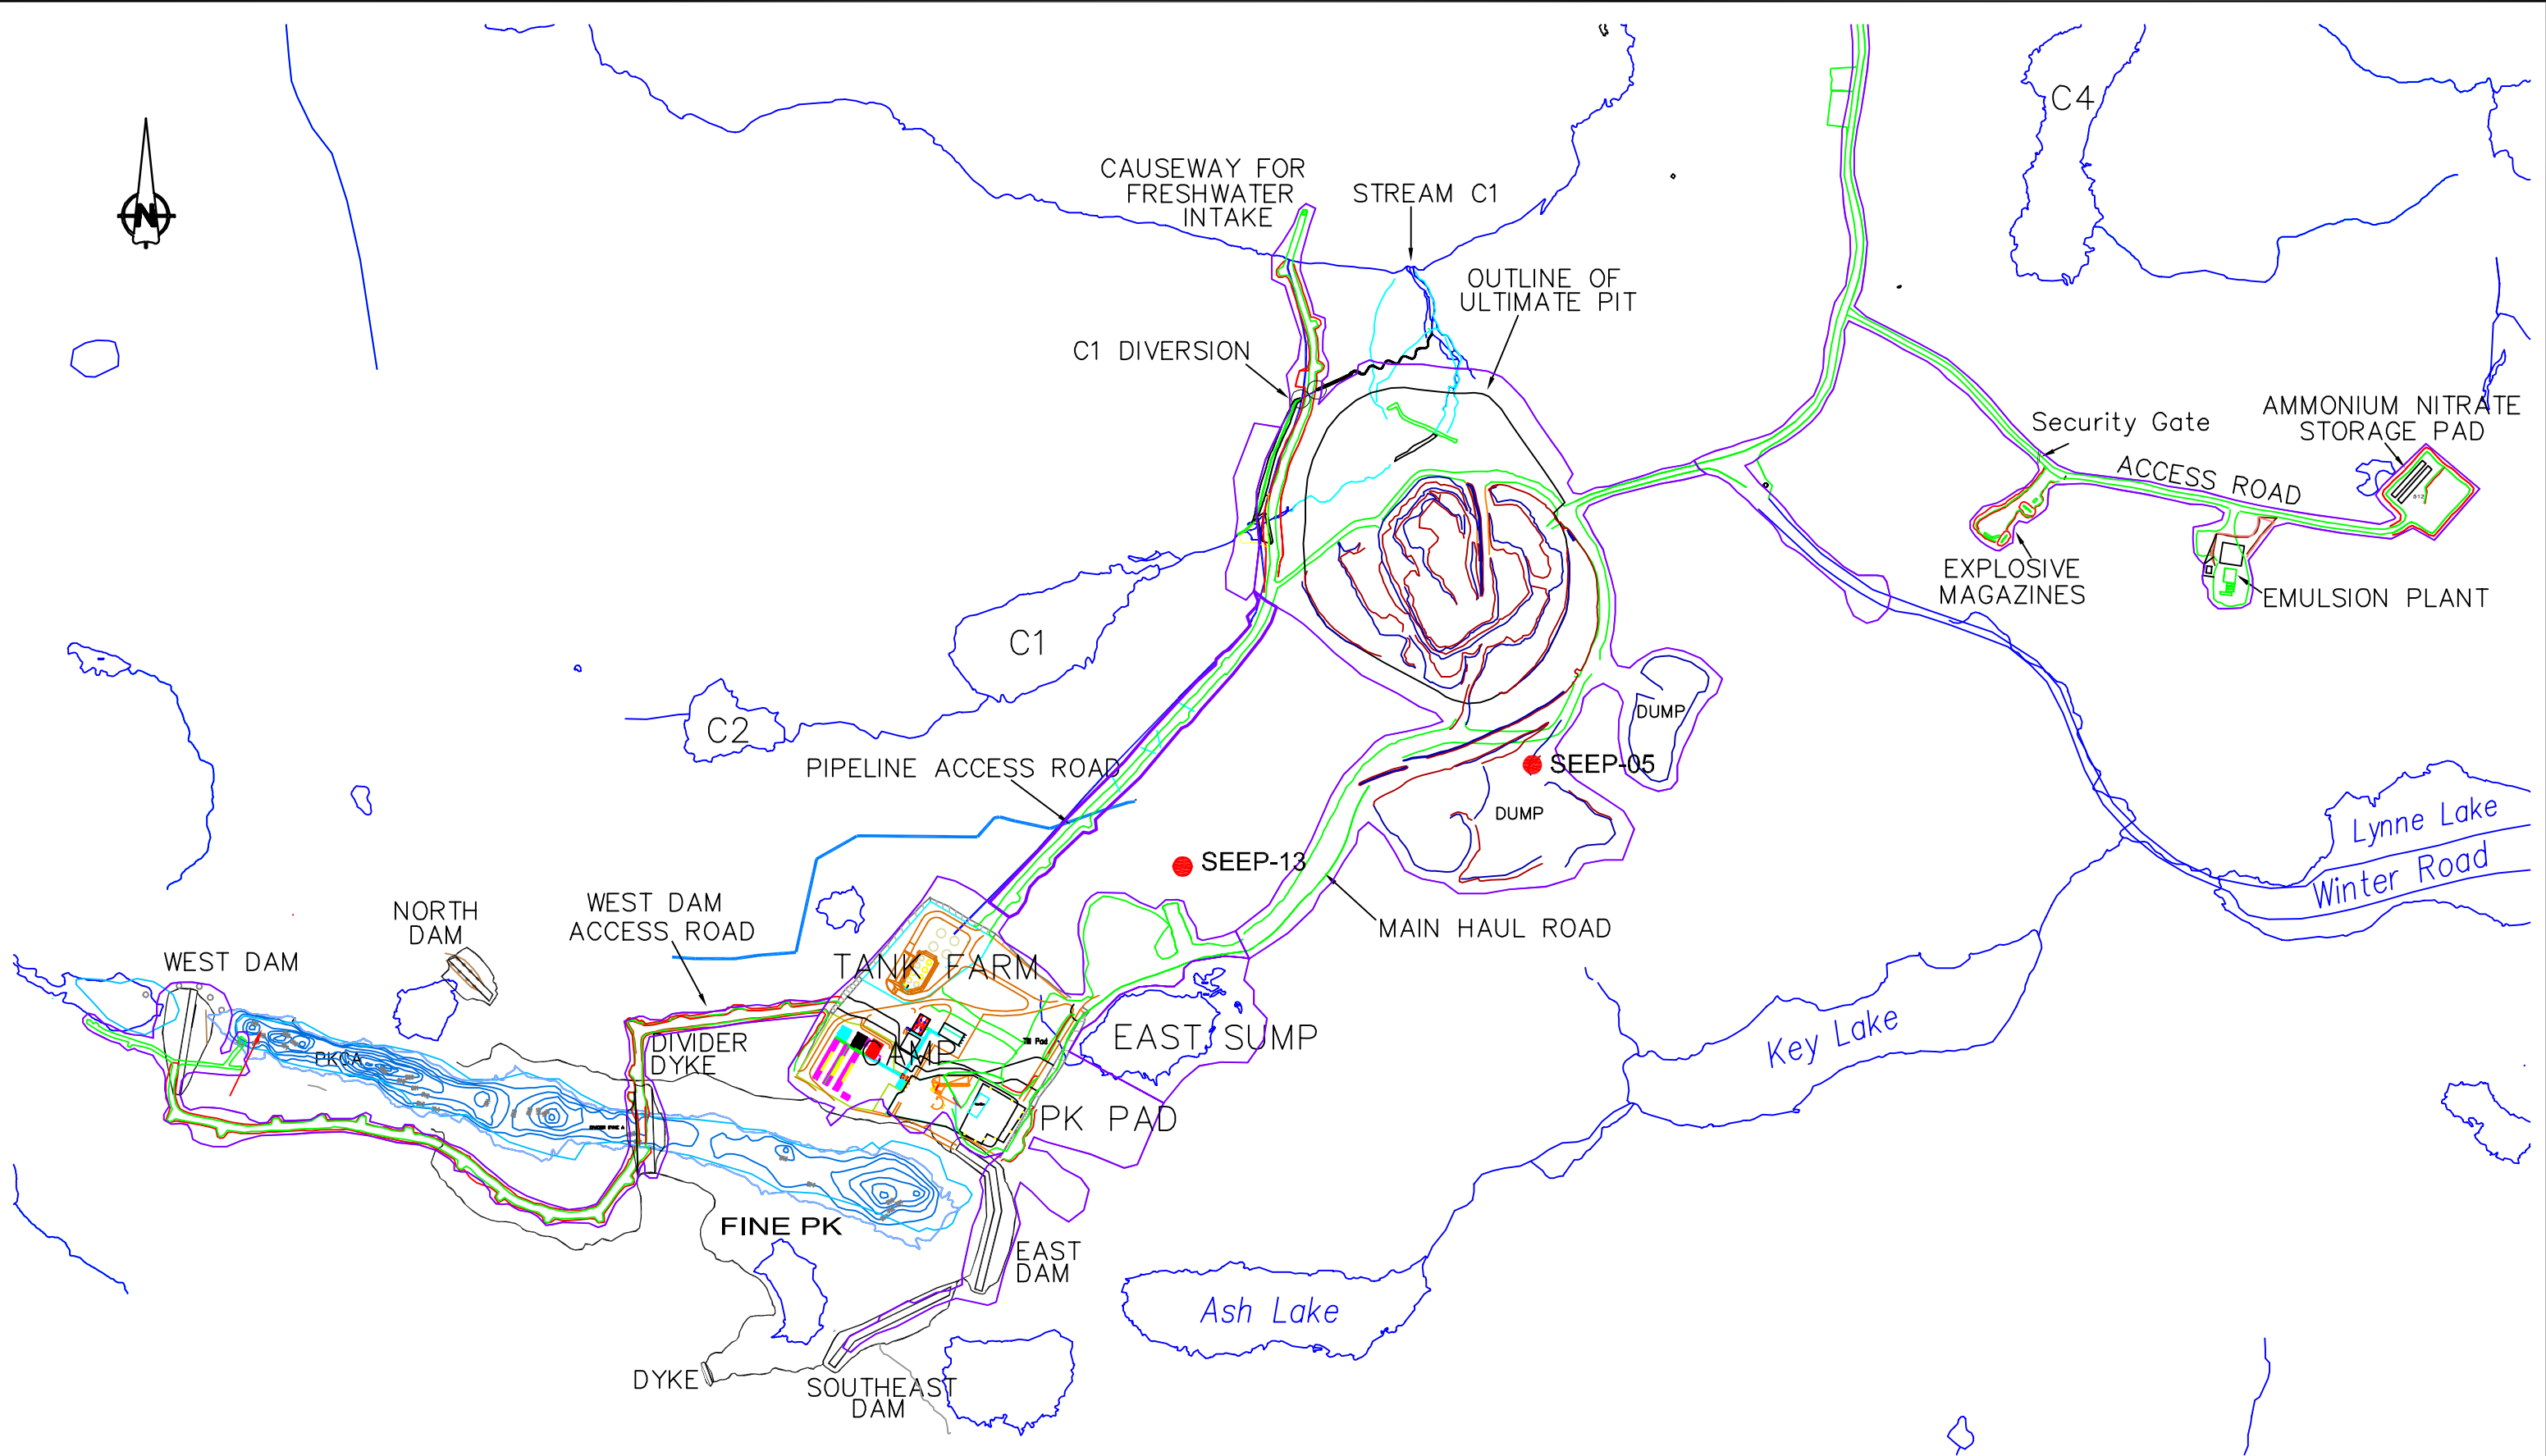 C4
CAUSEWAY FOR
FRESHWATER
INTAKE
STREAM C1
N
OUTLINE OF
ULTIMATE PIT
C1 DIVERSION
Security Gate
AMMONIUM NITRATE
STORAGE PAD
ACCESS ROAD
EXPLOSIVE
MAGAZINES
EMULSION PLANT
C1
C2
DUMP
PIPELINE ACCESS ROAD
SEEP-05
DUMP
Lynne Lake
Winter Road
SEEP-13
MAIN HAUL ROAD
NORTH
DAM
WEST DAM
ACCESS ROAD
WEST DAM
TANK FARM
EAST SUMP
Key Lake
DIVIDER
DYKE
PKCA
CAMP
PK PAD
FINE PK
EAST
DAM
Ash Lake
DYKE
SOUTHEAST
DAM